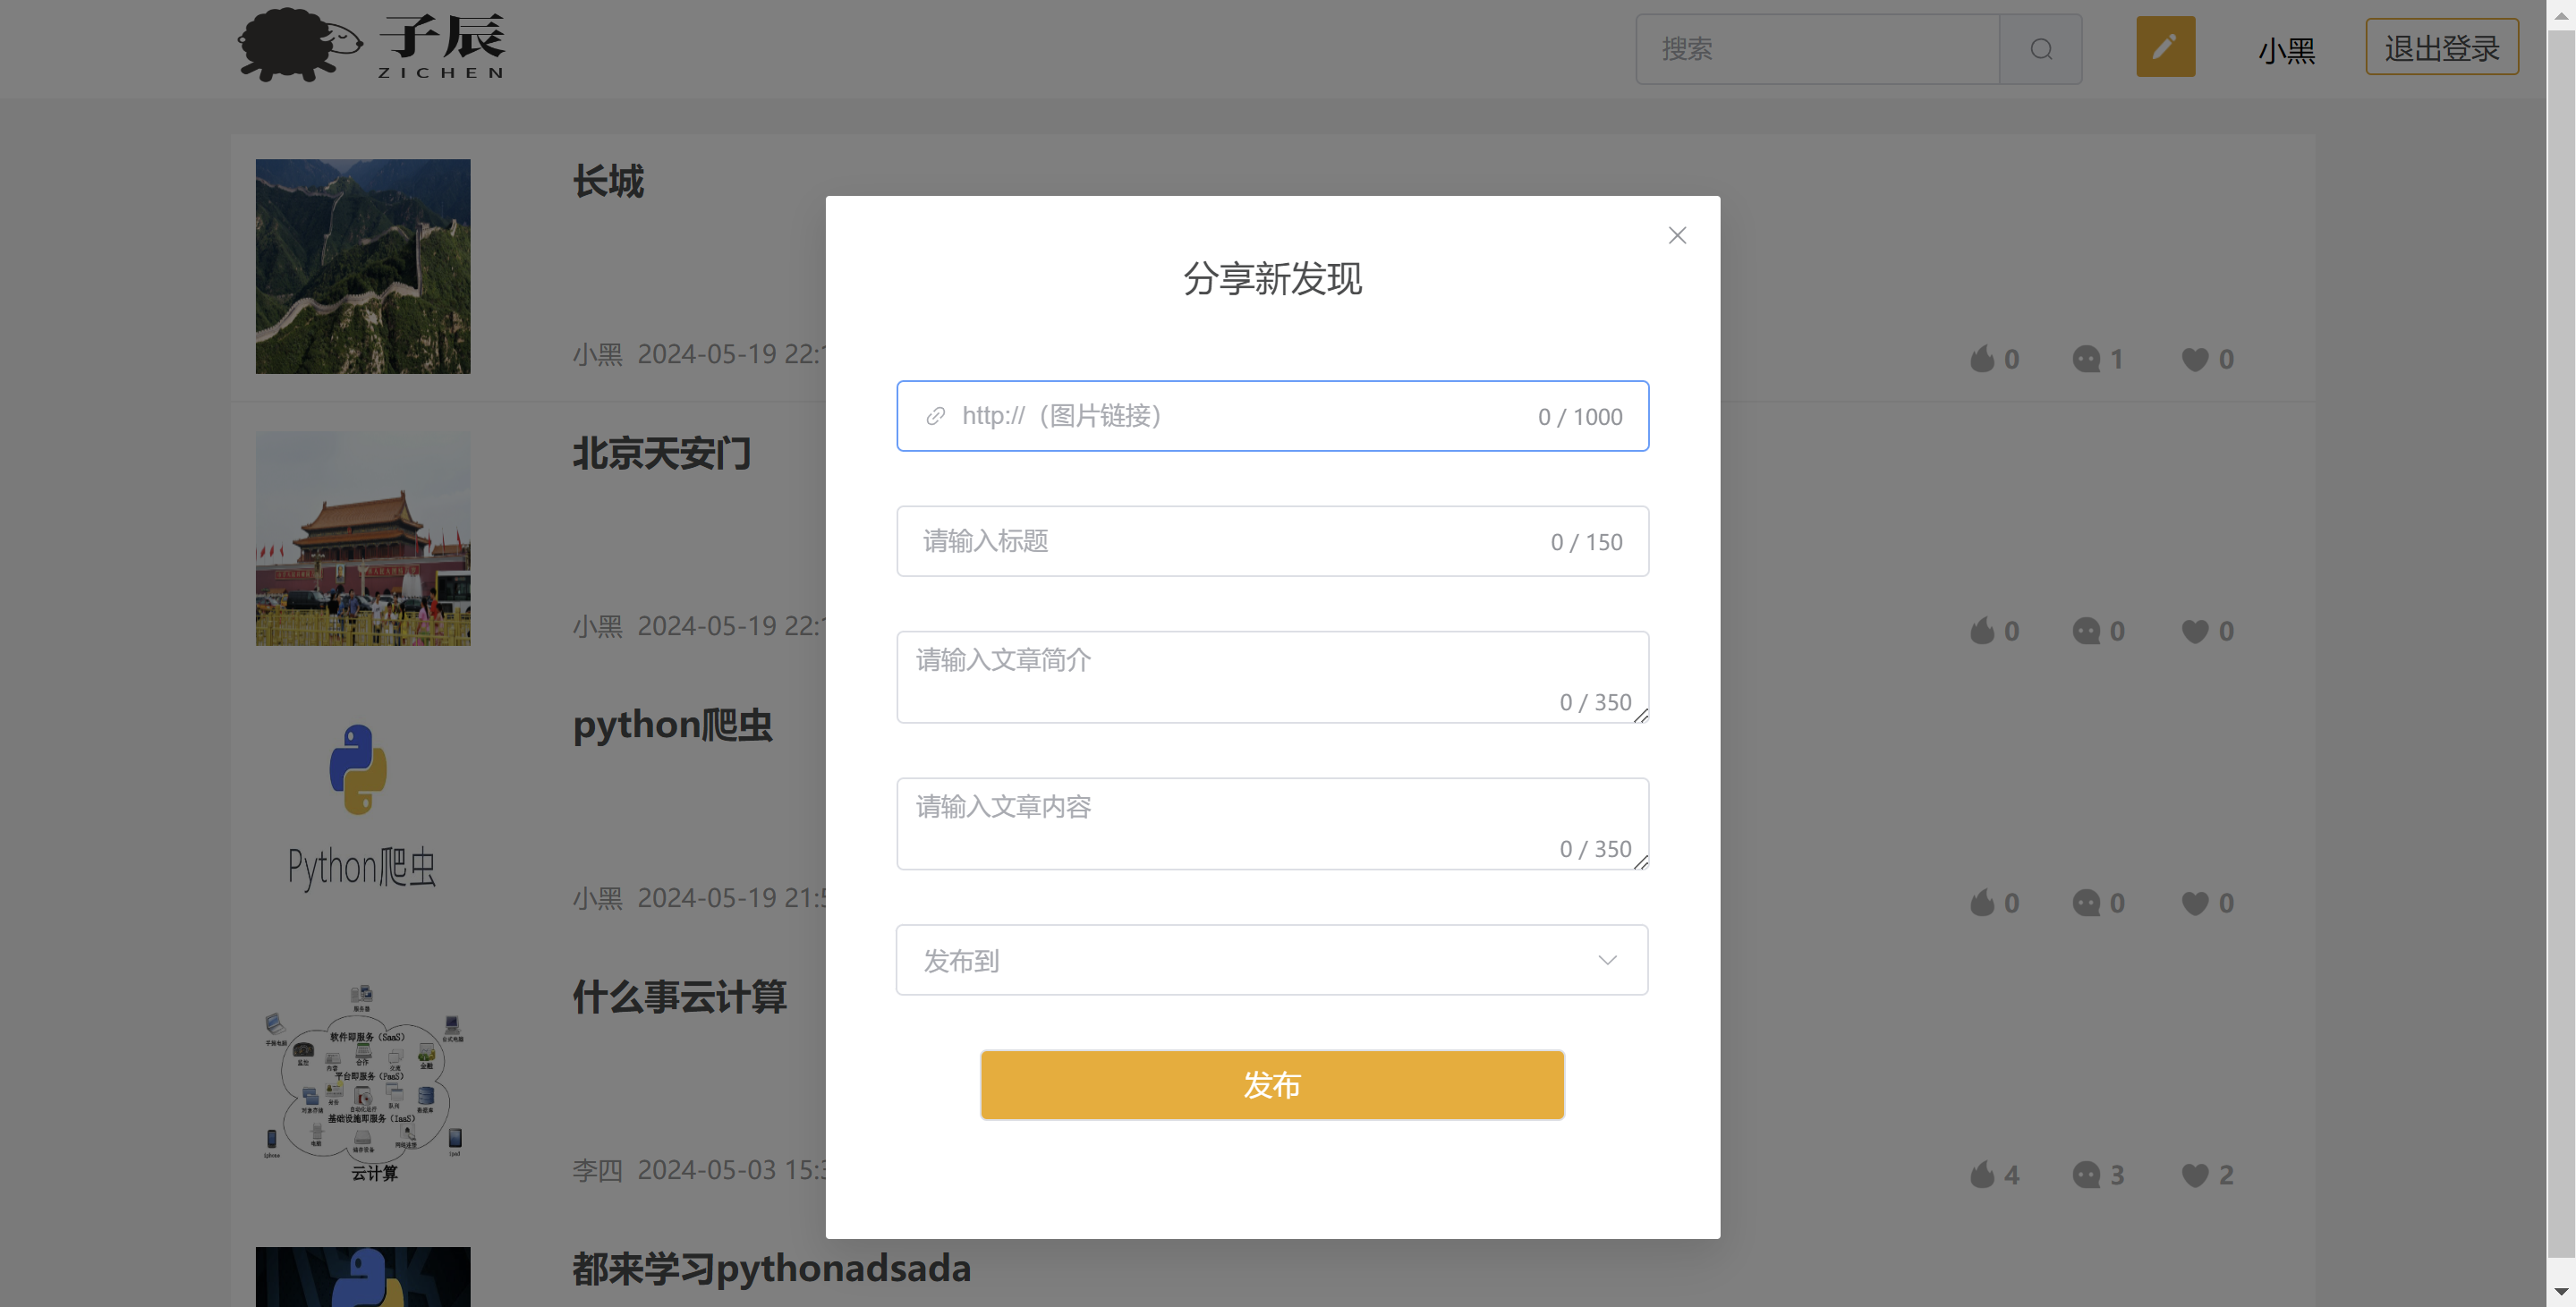 子辰
ZICHEN
搜索
小黑
退出登录
长城
小黑 2024-05-19 22:
0
1
0
北京天安门
小黑 2024-05-19 22:
0
0
0
python爬虫
Python爬虫
小黑 2024-05-19 21:
0
0
0
什么事云计算
服务器
软件即服务（SaaS）
平台即服务（PaaS）
基础设施即服务（IaaS）
云计算
李四 2024-05-03 15:
4
3
2
都来学习pythonadsada
分享新发现
http://（图片链接）
0 / 1000
请输入标题
0 / 150
请输入文章简介
0 / 350
请输入文章内容
0 / 350
发布到
发布